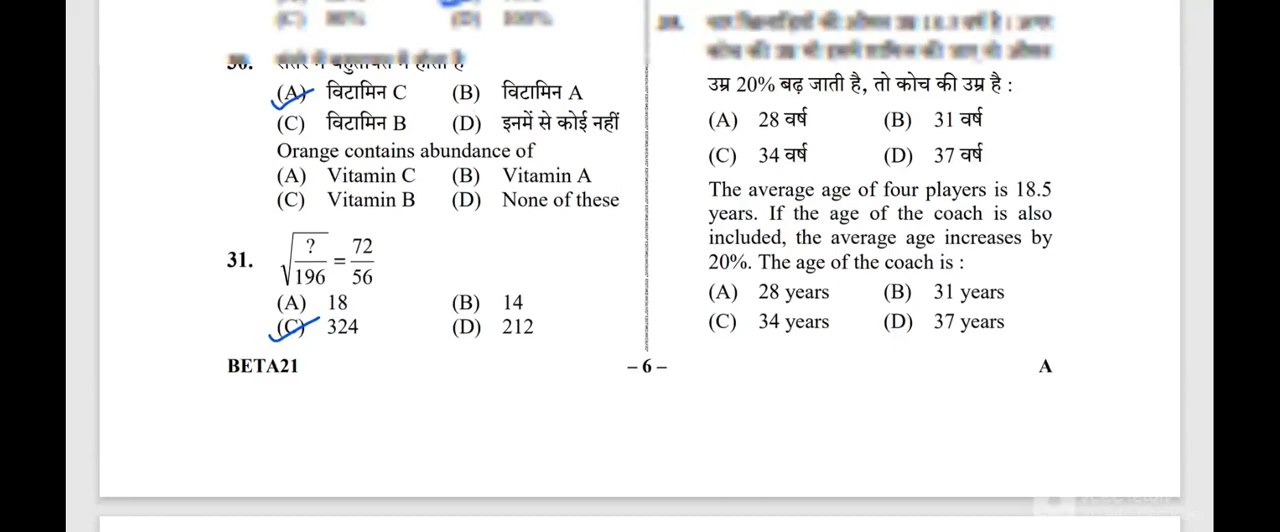 (A) विटामिन C (B) विटामिन A
(C) विटामिन B (D) इनमें से कोई नहीं
Orange contains abundance of
(A) Vitamin C (B) Vitamin A
(C) Vitamin B (D) None of these
31. √(?/196) = 72/56
(A) 18 (B) 14
(C) 324 (D) 212
उम्र 20% बढ़ जाती है, तो कोच की उम्र है :
(A) 28 वर्ष (B) 31 वर्ष
(C) 34 वर्ष (D) 37 वर्ष
The average age of four players is 18.5
years. If the age of the coach is also
included, the average age increases by
20%. The age of the coach is :
(A) 28 years (B) 31 years
(C) 34 years (D) 37 years
BETA21 – 6 – A